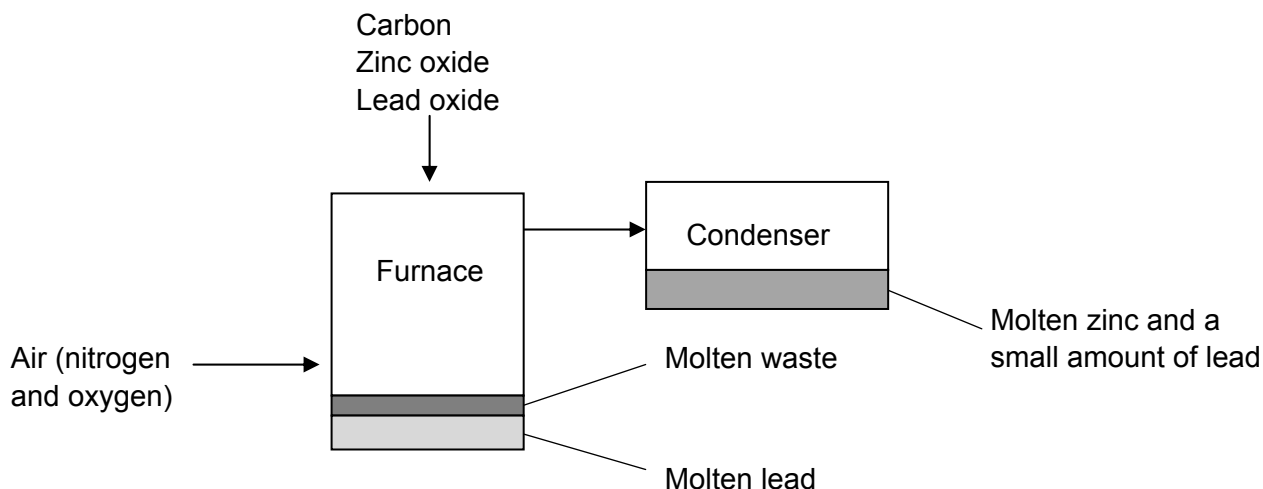 Carbon
Zinc oxide
Lead oxide
Condenser
Furnace
Molten zinc and a
small amount of lead
Air (nitrogen
and oxygen)
Molten waste
Molten lead